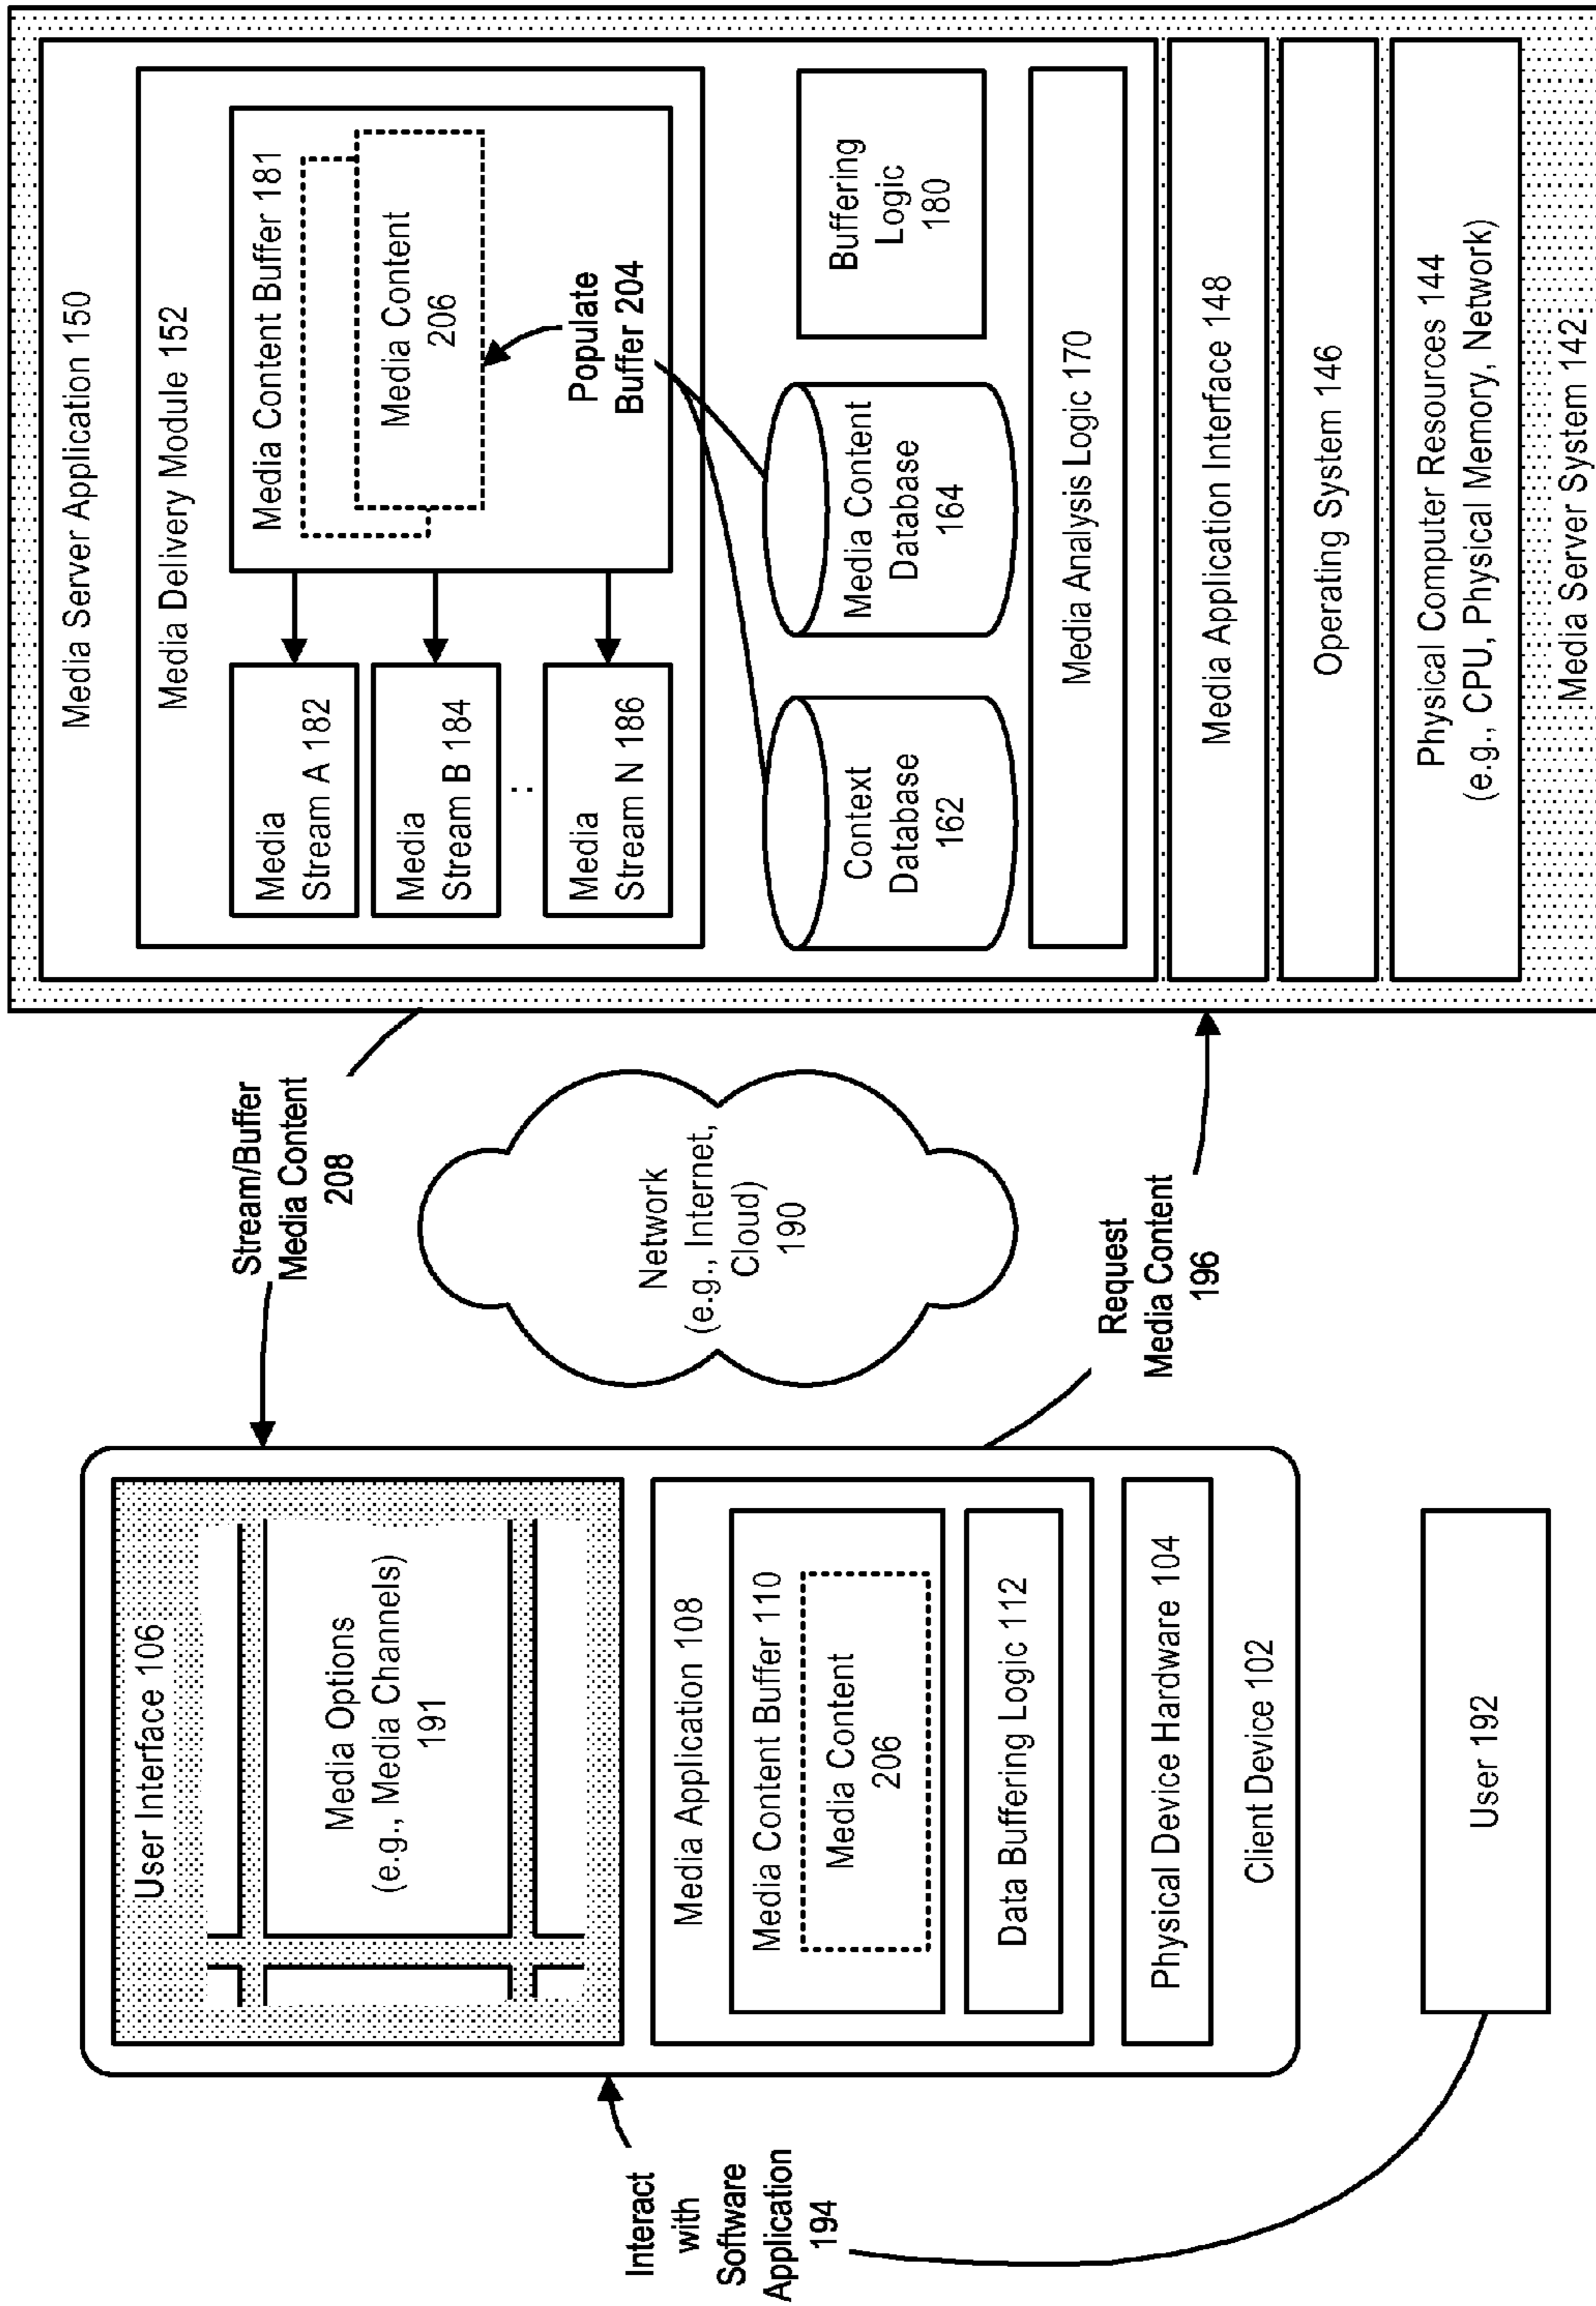 User Interface 106
Media Options
(e.g., Media Channels)
191
Media Application 108
Media Content Buffer 110
Media Content
206
Data Buffering Logic 112
Physical Device Hardware 104
Client Device 102
User 192
Interact
with
Software
Application
194
Stream/Buffer
Media Content
208
Network
(e.g., Internet,
Cloud)
190
Request
Media Content
196
Media Server Application 150
Media Delivery Module 152
Media
Stream A 182
Media
Stream B 184
..
Media
Stream N 186
Media Content Buffer 181
Media Content
206
Populate
Buffer 204
Context
Database
162
Media Content
Database
164
Buffering
Logic
180
Media Analysis Logic 170
Media Application Interface 148
Operating System 146
Physical Computer Resources 144
(e.g., CPU, Physical Memory, Network)
Media Server System 142